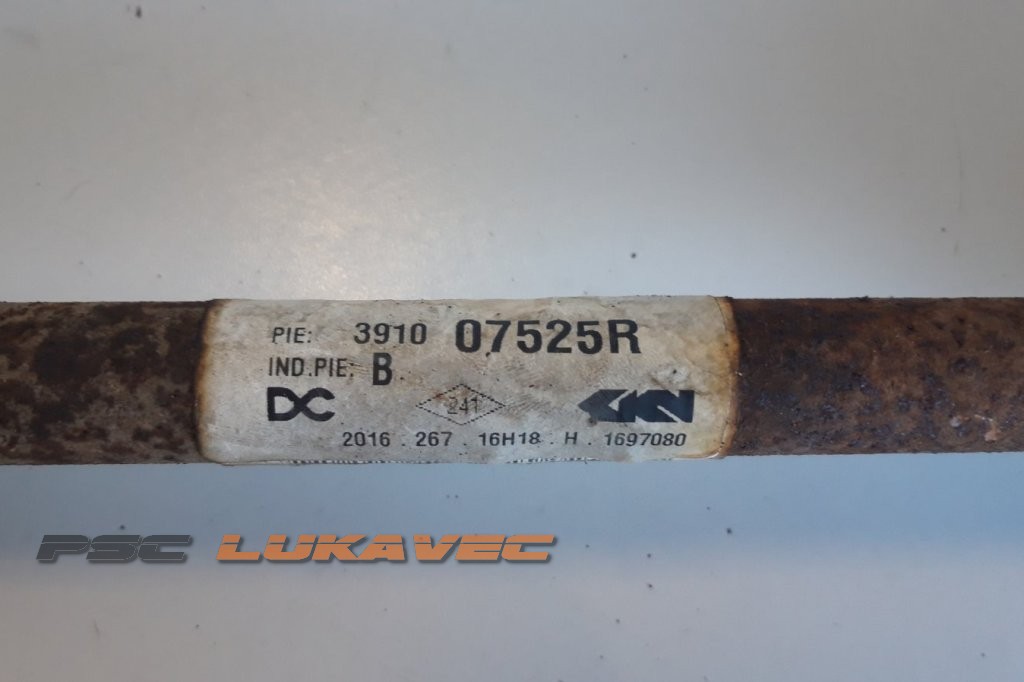 PIE: 3910 07525R
IND.PIE: B
DC 241 GKN
2016 . 267 . 16H18 . H . 1697080
PSC LUKAVEC